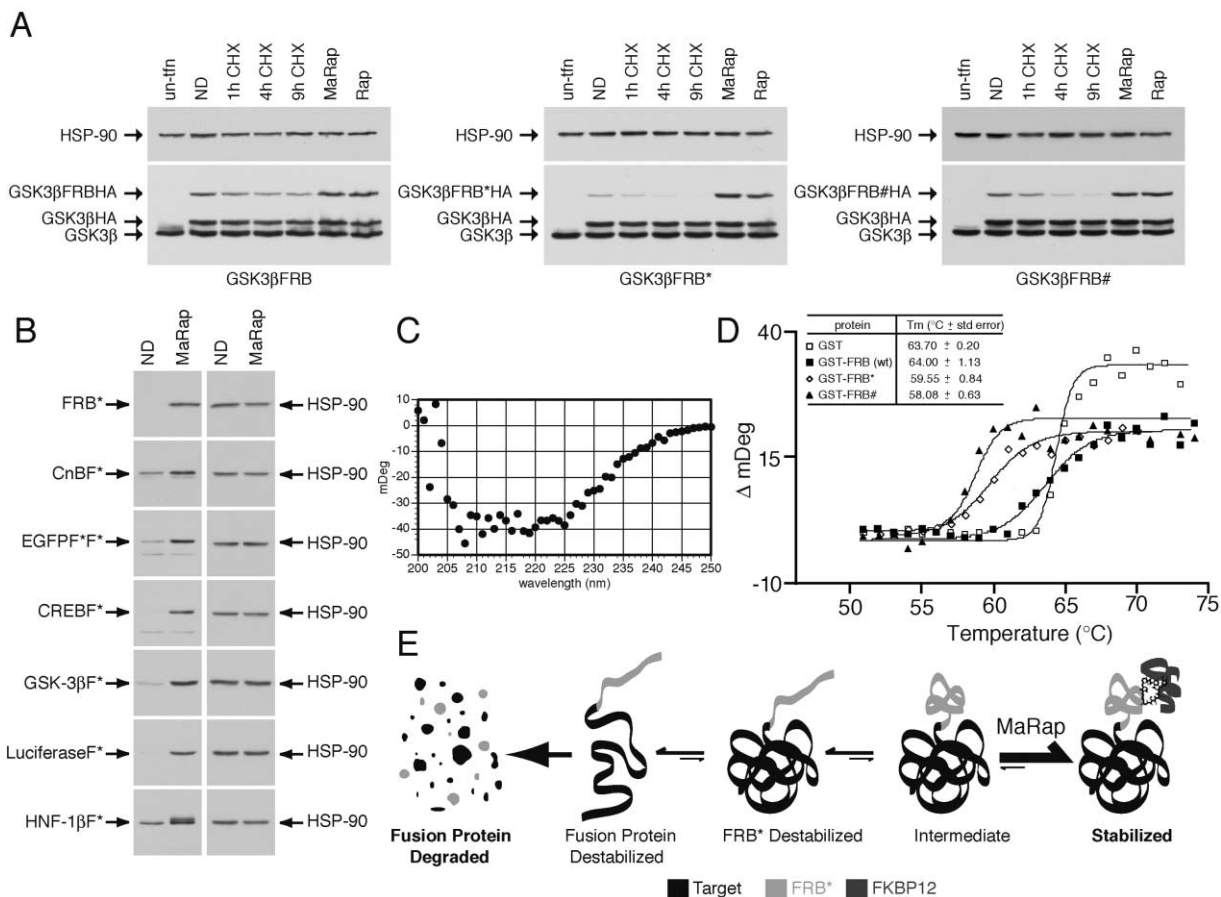 A
un-tfn ND 1h CHX 4h CHX 9h CHX MaRap Rap
HSP-90
GSK3βFRBHA
GSK3βHA
GSK3β
GSK3βFRB
un-tfn ND 1h CHX 4h CHX 9h CHX MaRap Rap
HSP-90
GSK3βFRB*HA
GSK3βHA
GSK3β
GSK3βFRB*
un-tfn ND 1h CHX 4h CHX 9h CHX MaRap Rap
HSP-90
GSK3βFRB#HA
GSK3βHA
GSK3β
GSK3βFRB#
B
ND MaRap ND MaRap
FRB* HSP-90
CnBF* HSP-90
EGFPF*F* HSP-90
CREBF* HSP-90
GSK-3βF* HSP-90
LuciferaseF* HSP-90
HNF-1βF* HSP-90
C
mDeg
10
0
-10
-20
-30
-40
-50
200 205 210 215 220 225 230 235 240 245 250
wavelength (nm)
D
protein Tm (°C ± std error)
GST 63.70 ± 0.20
GST-FRB (wt) 64.00 ± 1.13
GST-FRB* 59.55 ± 0.84
GST-FRB# 58.08 ± 0.63
Δ mDeg
40
15
-10
50 55 60 65 70 75
Temperature (°C)
E
MaRap
Fusion Protein
Degraded
Fusion Protein
Destabilized
FRB* Destabilized
Intermediate
Stabilized
Target FRB* FKBP12